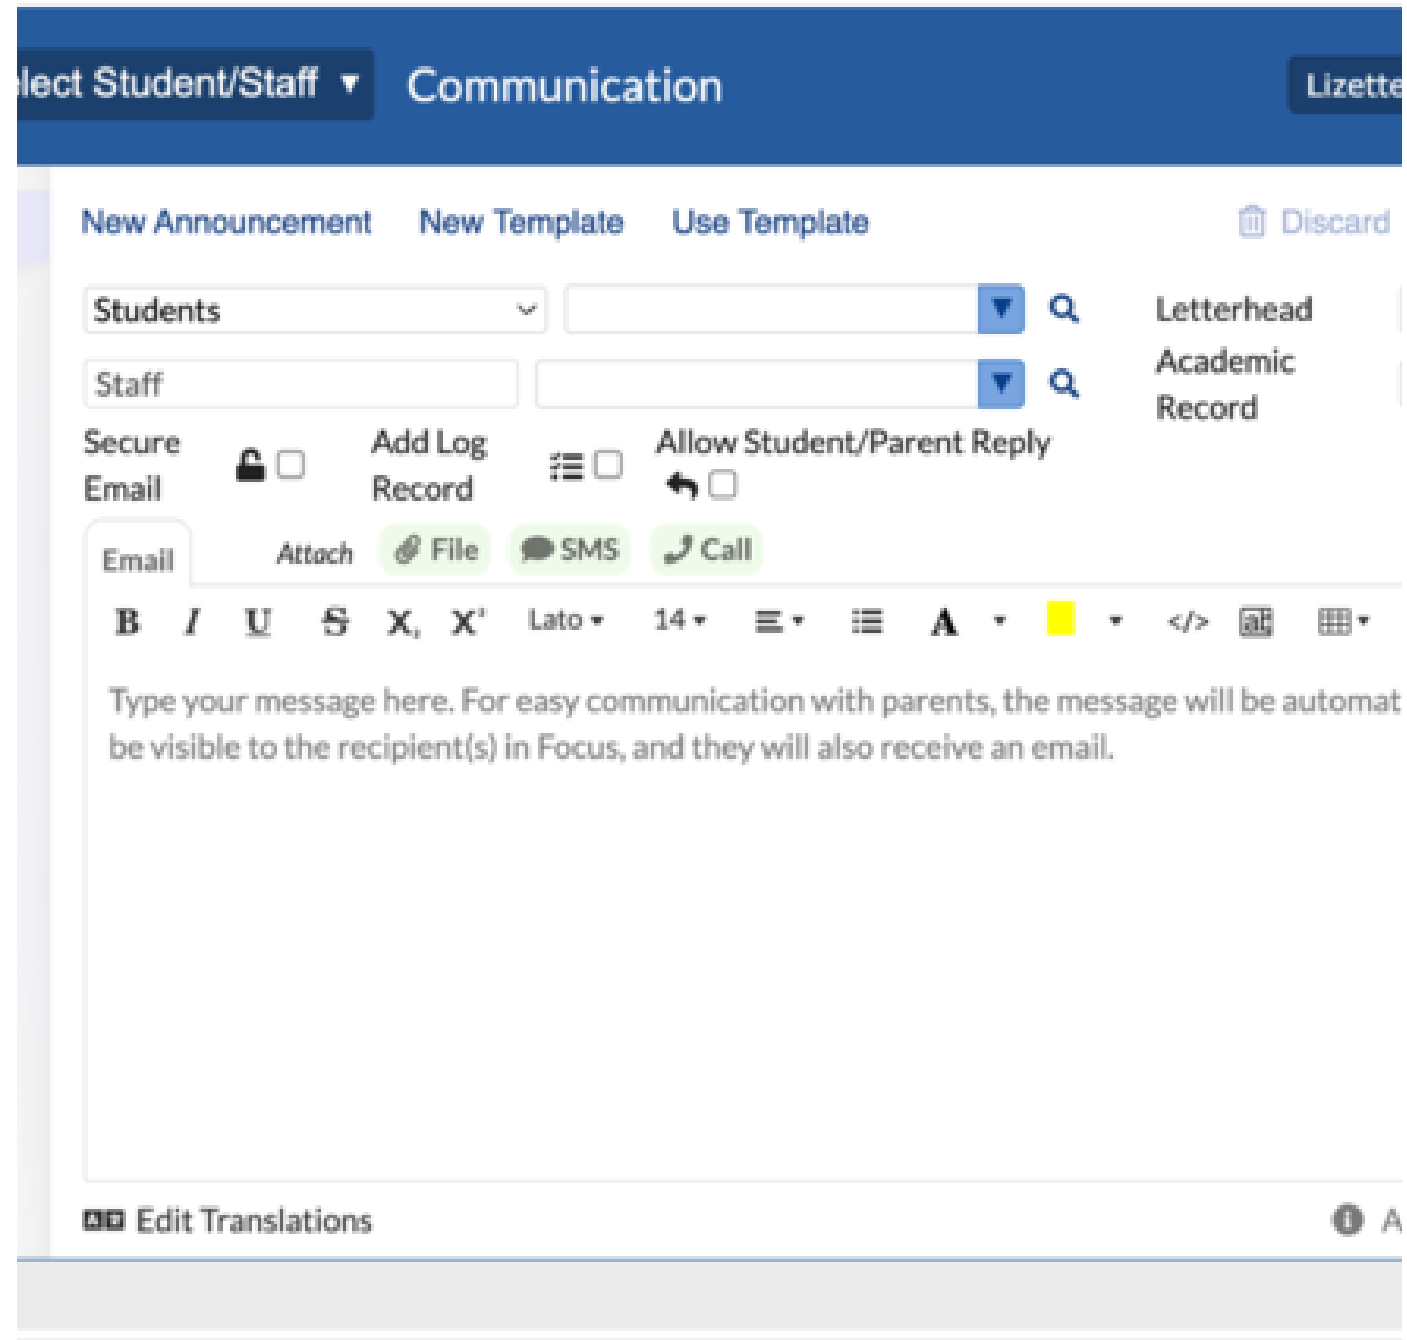 lect Student/Staff ▼ Communication Lizette
New Announcement New Template Use Template Discard
Students Letterhead
Staff Academic Record
Secure Email Add Log Record Allow Student/Parent Reply
Email Attach File SMS Call
B I U S X, X² Lato 14 A </>
Type your message here. For easy communication with parents, the message will be automat
be visible to the recipient(s) in Focus, and they will also receive an email.
Edit Translations A